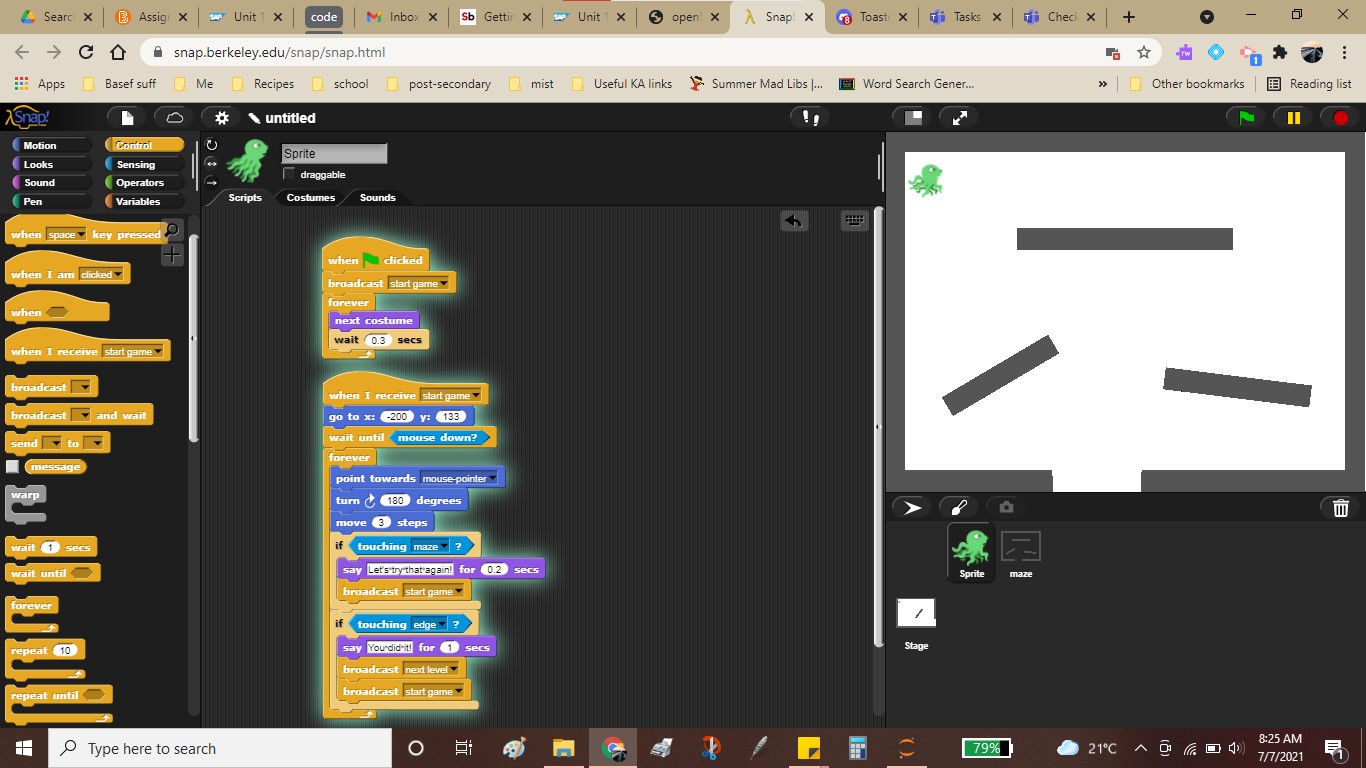 Searc
Assign
Unit 1
code
Inbox
Sb
Gettir
Unit 1
open
Snap!
Toast
Tasks
Check
snap.berkeley.edu/snap/snap.html
rw
1
Apps
Basef suff
Me
Recipes
school
post-secondary
mist
Useful KA links
Summer Mad Libs |...
Word Search Gener...
»
Other bookmarks
Reading list
Snap!
untitled
Motion
Control
Looks
Sensing
Sound
Operators
Pen
Variables
Sprite
draggable
Scripts
Costumes
Sounds
when space key pressed
when I am clicked
when
when I receive start game
broadcast
broadcast and wait
send to
message
warp
wait 1 secs
wait until
forever
repeat 10
repeat until
when clicked
broadcast start game
forever
next costume
wait 0.3 secs
when I receive start game
go to x: -200 y: 133
wait until mouse down?
forever
point towards mouse-pointer
turn 180 degrees
move 3 steps
if touching maze ?
say Let's try that again! for 0.2 secs
broadcast start game
if touching edge ?
say You did it! for 1 secs
broadcast next level
broadcast start game
Sprite
maze
Stage
Type here to search
79%
21°C
8:25 AM
7/7/2021
1